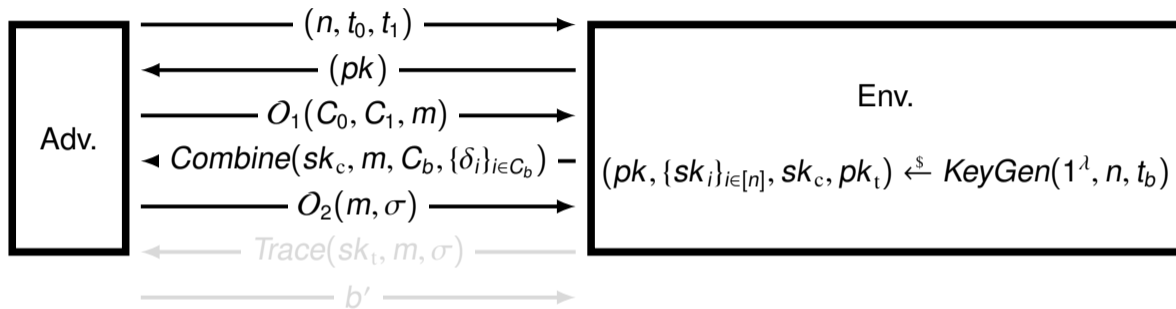 (n, t₀, t₁)
(pk)
Adv.
Env.
𝒪₁(C₀, C₁, m)
Combine(sk_c, m, C_b, {δ_i}_{i∈C_b})
(pk, {sk_i}_{i∈[n]}, sk_c, pk_t) ←$ KeyGen(1^λ, n, t_b)
𝒪₂(m, σ)
Trace(sk_t, m, σ)
b′